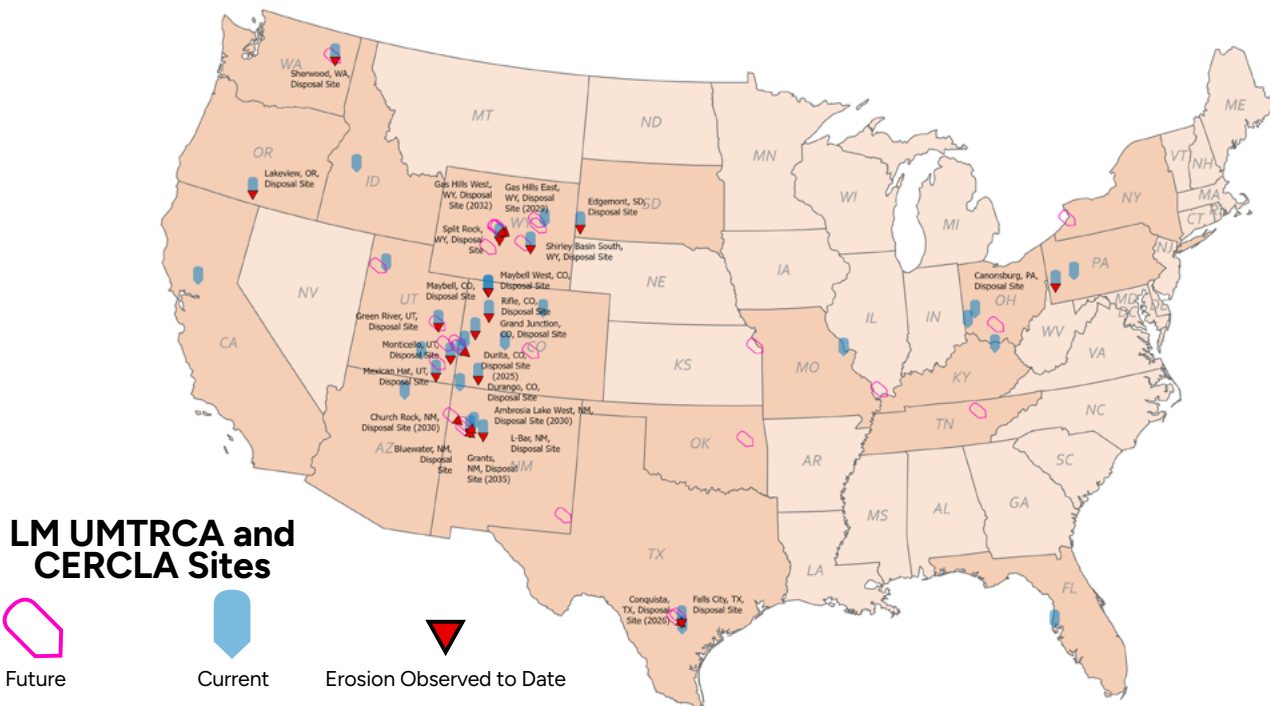 WA
Sherwood, WA,
Disposal Site
MT
ND
MN
ME
VT
NH
OR
Lakeview, OR,
Disposal Site
ID
Gas Hills West,
WY, Disposal
Site (2032)
Gas Hills East,
WY, Disposal
Site (2029)
WY
Edgemont, SD,
Disposal Site
SD
WI
MI
NY
MA
CT
RI
Split Rock,
WY, Disposal
Site
Shirley Basin South,
WY, Disposal Site
NJ
PA
Canonsburg, PA,
Disposal Site
OH
MD
DE
DC
NV
UT
Maybell, CO,
Disposal Site
Maybell West, CO,
Disposal Site
NE
IA
IL
IN
WV
Rifle, CO,
Disposal Site
Green River, UT,
Disposal Site
Grand Junction,
CO, Disposal Site
CO
CA
Monticello, UT,
Disposal Site
Durita, CO,
Disposal Site
(2025)
KS
MO
KY
VA
Mexican Hat, UT,
Disposal Site
Durango, CO,
Disposal Site
Church Rock, NM,
Disposal Site (2030)
Ambrosia Lake West, NM,
Disposal Site (2030)
NC
TN
AZ
Bluewater, NM,
Disposal
Site
L-Bar, NM,
Disposal Site
Grants,
NM, Disposal
Site (2035)
NM
OK
AR
SC
MS
AL
GA
TX
LA
FL
Conquista,
TX, Disposal
Site (2026)
Falls City, TX,
Disposal Site
LM UMTRCA and
CERCLA Sites
Future
Current
Erosion Observed to Date